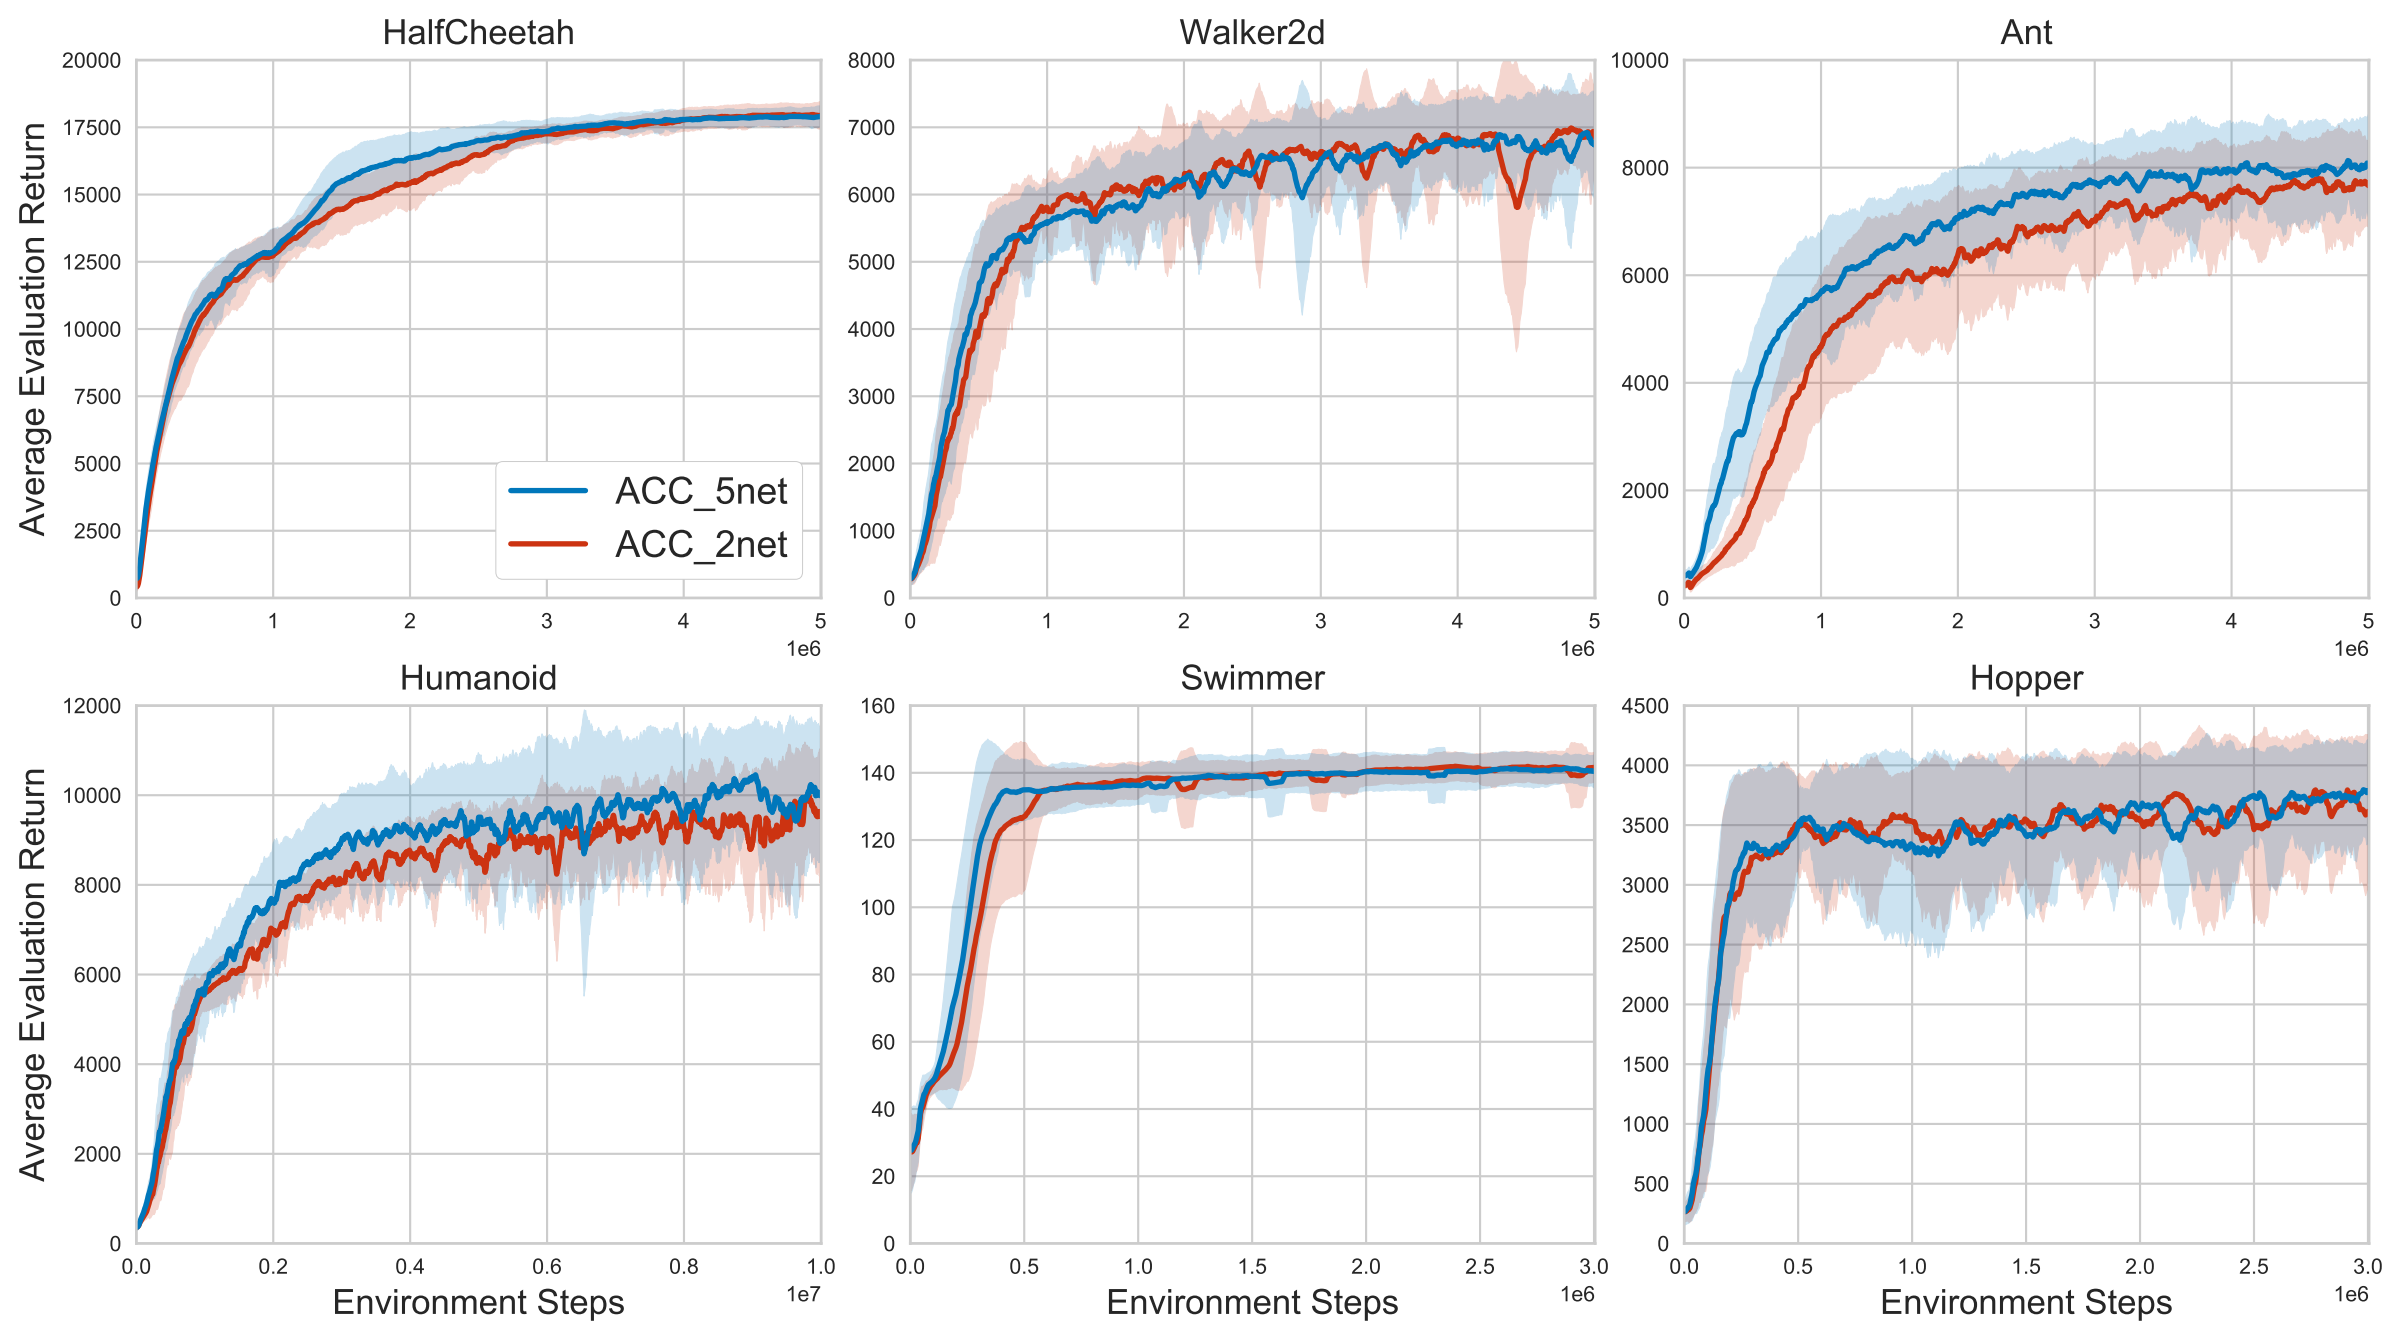 HalfCheetah
Walker2d
Ant
Average Evaluation Return
20000
17500
15000
12500
10000
7500
5000
2500
0
ACC_5net
ACC_2net
0 1 2 3 4 5
1e6
8000
7000
6000
5000
4000
3000
2000
1000
0
0 1 2 3 4 5
1e6
10000
8000
6000
4000
2000
0
0 1 2 3 4 5
1e6
Humanoid
Swimmer
Hopper
Average Evaluation Return
12000
10000
8000
6000
4000
2000
0
0.0 0.2 0.4 0.6 0.8 1.0
1e7
Environment Steps
160
140
120
100
80
60
40
20
0
0.0 0.5 1.0 1.5 2.0 2.5 3.0
1e6
Environment Steps
4500
4000
3500
3000
2500
2000
1500
1000
500
0
0.0 0.5 1.0 1.5 2.0 2.5 3.0
1e6
Environment Steps